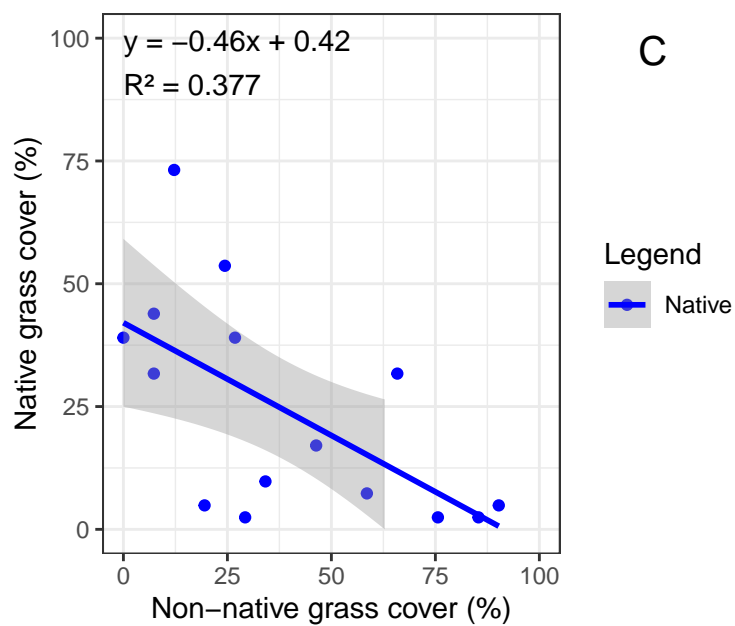 y = −0.46x + 0.42
R² = 0.377
C
100
75
50
25
0
Native grass cover (%)
0 25 50 75 100
Non−native grass cover (%)
Legend
Native